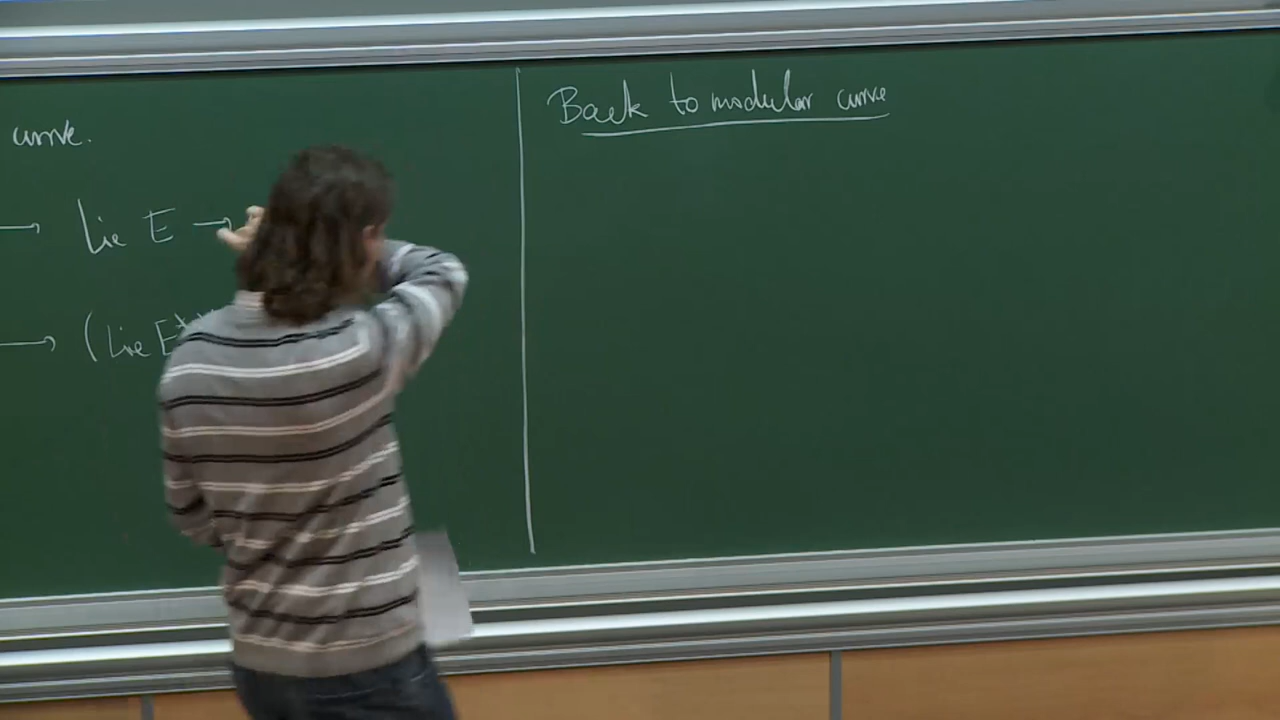 curve.
→ Lie E →
→ (Lie E
Back to modular curve